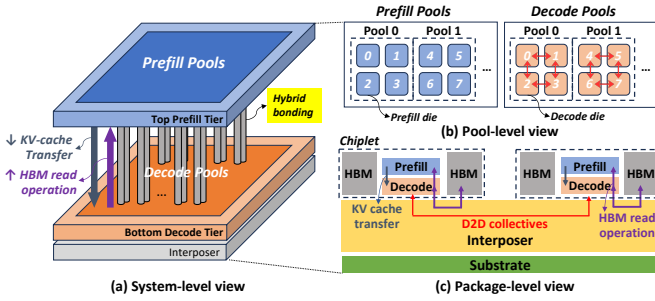 Prefill Pools
Top Prefill Tier
Hybrid
bonding
↓ KV-cache
Transfer
↑ HBM read
operation
Decode Pools
...
Bottom Decode Tier
Interposer
(a) System-level view
Prefill Pools
Pool 0 Pool 1
0 1 4 5
2 3 6 7
...
Prefill die
Decode Pools
Pool 0 Pool 1
0 1 4 5
2 3 6 7
...
Decode die
(b) Pool-level view
Chiplet
HBM Prefill HBM
Decode
KV cache
transfer
HBM Prefill HBM
Decode
HBM read
operation
D2D collectives
Interposer
Substrate
(c) Package-level view